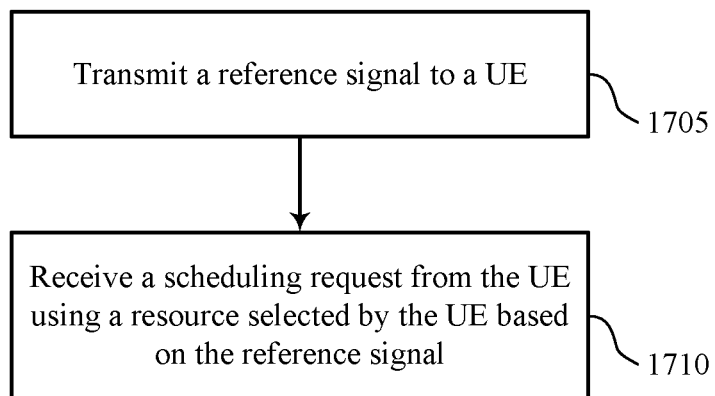 Transmit a reference signal to a UE
1705
Receive a scheduling request from the UE
using a resource selected by the UE based
on the reference signal
1710